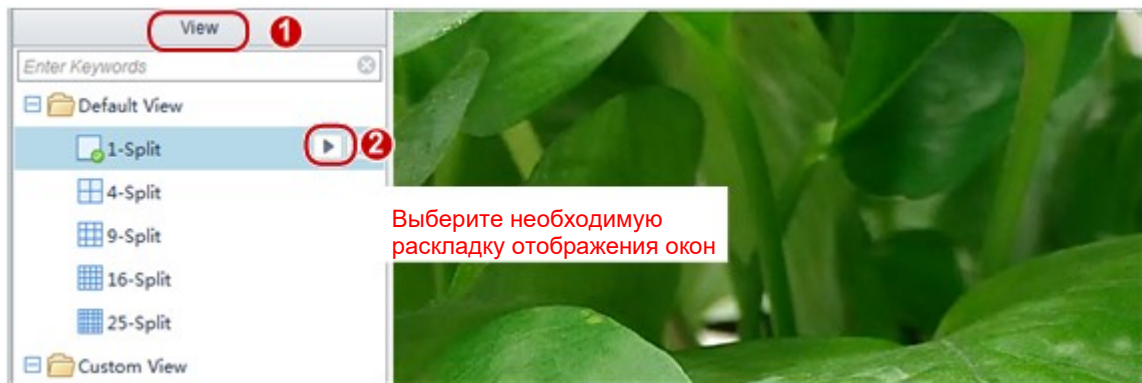 View 1
Enter Keywords
Default View
1-Split 2
4-Split
Выберите необходимую
раскладку отображения окон
9-Split
16-Split
25-Split
Custom View